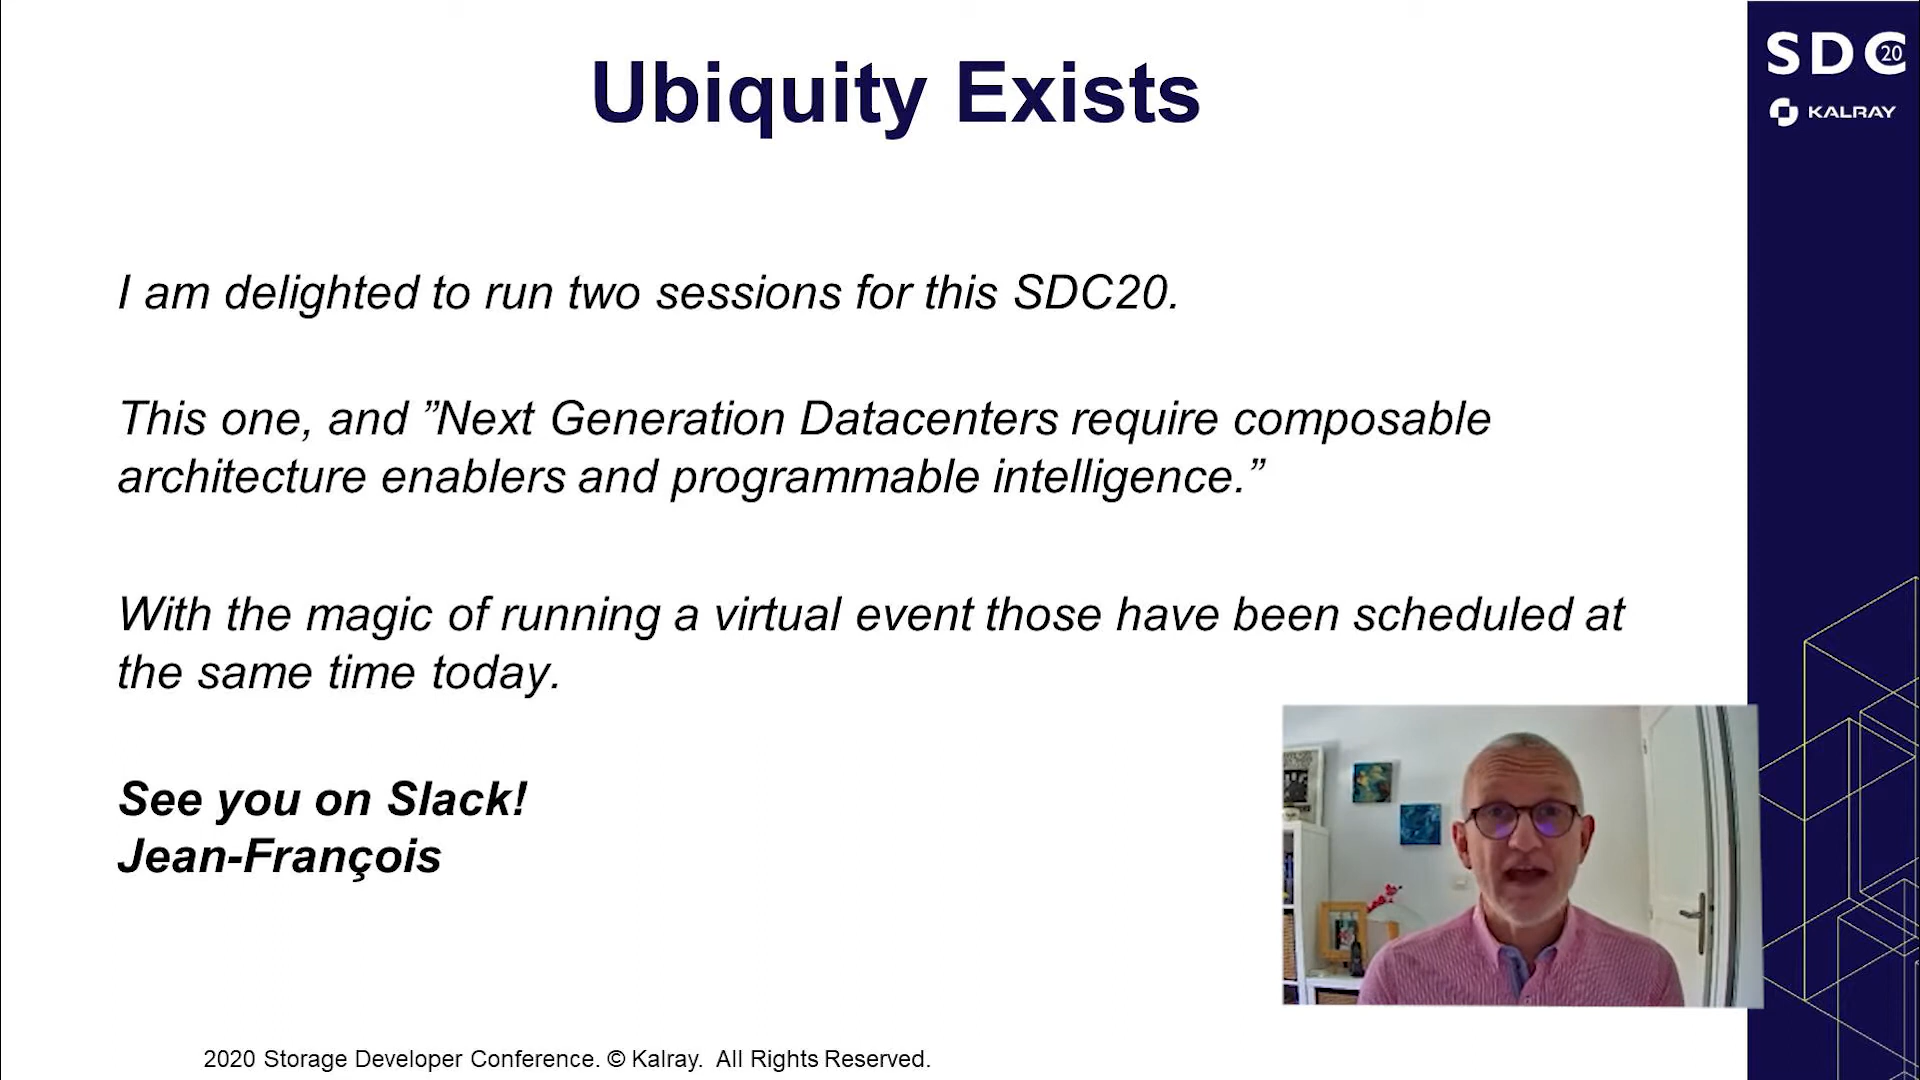 Ubiquity Exists
SDC 20
KALRAY
I am delighted to run two sessions for this SDC20.
This one, and ”Next Generation Datacenters require composable
architecture enablers and programmable intelligence.”
With the magic of running a virtual event those have been scheduled at
the same time today.
See you on Slack!
Jean-François
2020 Storage Developer Conference. © Kalray. All Rights Reserved.